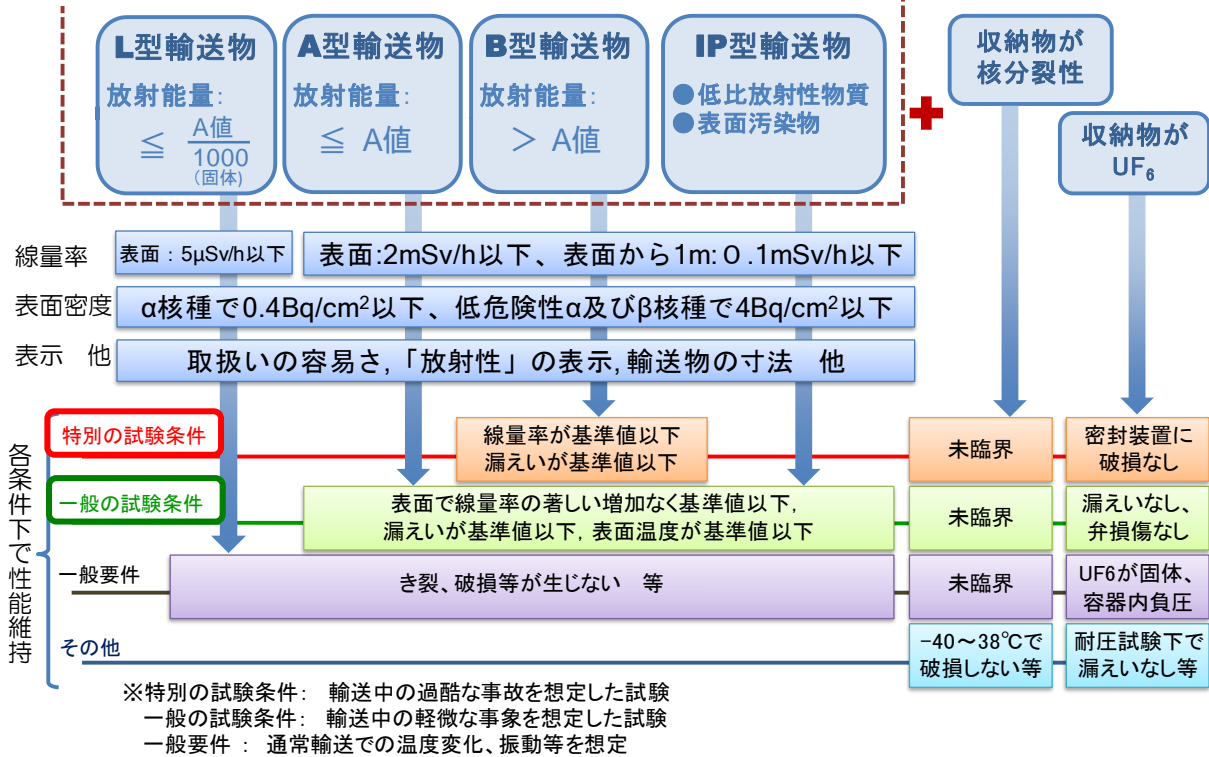 L型輸送物
放射能量:
≦ A値
1000
(固体)
A型輸送物
放射能量:
≦ A値
B型輸送物
放射能量:
> A値
IP型輸送物
●低比放射性物質
●表面汚染物
収納物が
核分裂性
収納物が
UF₆
線量率
表面：5μSv/h以下
表面:2mSv/h以下、表面から1m:０.1mSv/h以下
表面密度
α核種で0.4Bq/cm²以下、低危険性α及びβ核種で4Bq/cm²以下
表示　他
取扱いの容易さ,「放射性」の表示,輸送物の寸法　他
各条件下で性能維持
特別の試験条件
線量率が基準値以下
漏えいが基準値以下
未臨界
密封装置に
破損なし
一般の試験条件
表面で線量率の著しい増加なく基準値以下,
漏えいが基準値以下,表面温度が基準値以下
未臨界
漏えいなし、
弁損傷なし
一般要件
き裂、破損等が生じない　等
未臨界
UF6が固体、
容器内負圧
その他
-40～38℃で
破損しない等
耐圧試験下で
漏えいなし等
※特別の試験条件：　輸送中の過酷な事故を想定した試験
一般の試験条件：　輸送中の軽微な事象を想定した試験
一般要件 ：　通常輸送での温度変化、振動等を想定